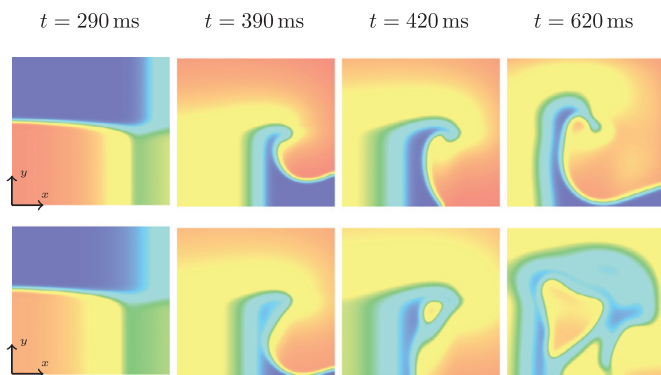 t = 290 ms t = 390 ms t = 420 ms t = 620 ms
y
x
y
x